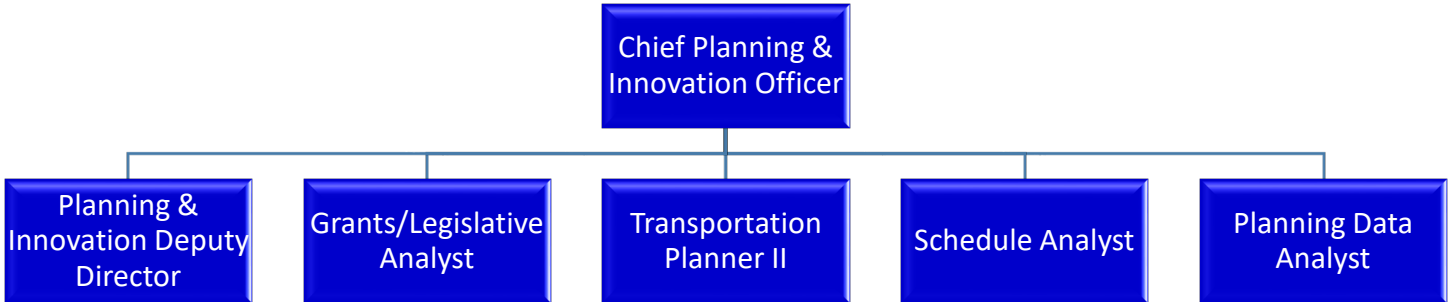 Chief Planning &
Innovation Officer
Planning &
Innovation Deputy
Director
Grants/Legislative
Analyst
Transportation
Planner II
Schedule Analyst
Planning Data
Analyst